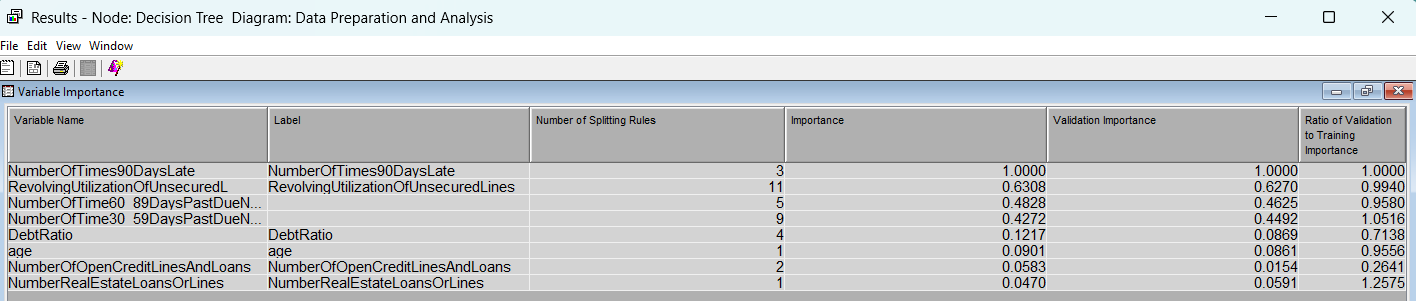 Results - Node: Decision Tree  Diagram: Data Preparation and Analysis
File Edit View Window
Variable Importance
Variable Name Label Number of Splitting Rules Importance Validation Importance Ratio of Validation
to Training
Importance
NumberOfTimes90DaysLate NumberOfTimes90DaysLate 3 1.0000 1.0000 1.0000
RevolvingUtilizationOfUnsecuredL RevolvingUtilizationOfUnsecuredLines 11 0.6308 0.6270 0.9940
NumberOfTime60_89DaysPastDueN... 5 0.4828 0.4625 0.9580
NumberOfTime30_59DaysPastDueN... 9 0.4272 0.4492 1.0516
DebtRatio DebtRatio 4 0.1217 0.0869 0.7138
age age 1 0.0901 0.0861 0.9556
NumberOfOpenCreditLinesAndLoans NumberOfOpenCreditLinesAndLoans 2 0.0583 0.0154 0.2641
NumberRealEstateLoansOrLines NumberRealEstateLoansOrLines 1 0.0470 0.0591 1.2575